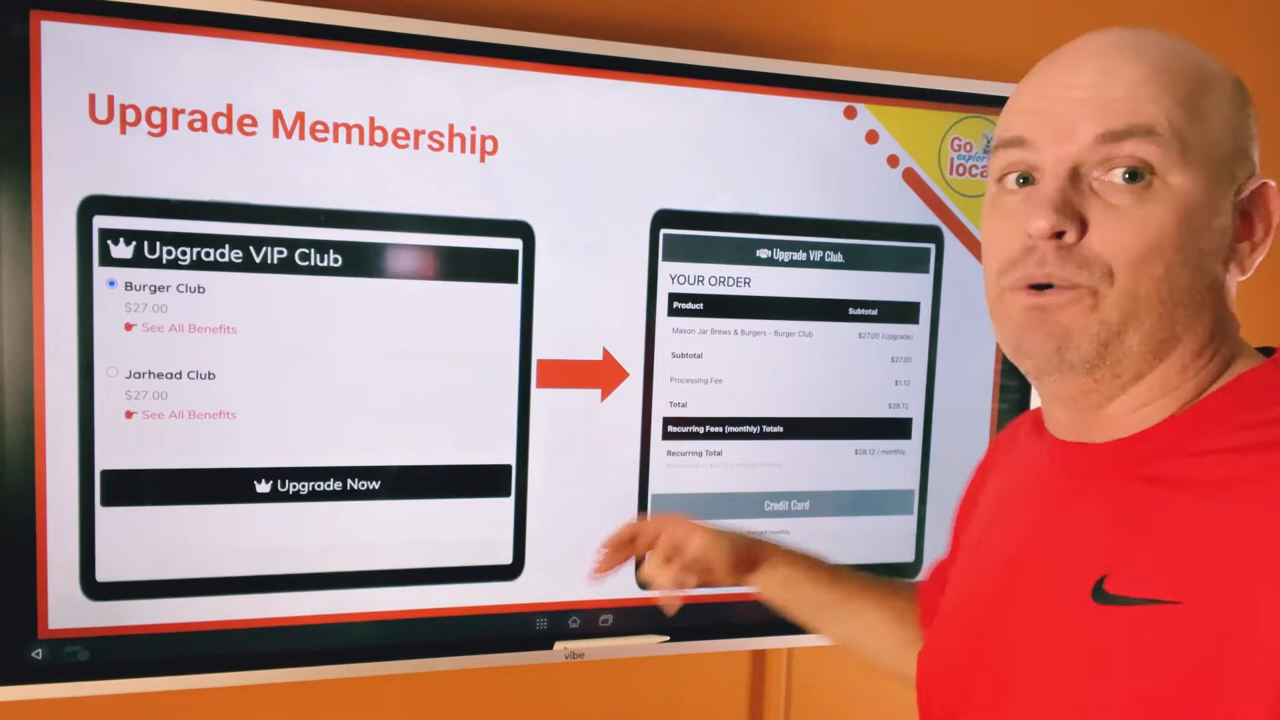 Upgrade Membership
Go
explor
loca
Upgrade VIP Club
Burger Club
$27.00
See All Benefits
Jarhead Club
$27.00
See All Benefits
Upgrade Now
Upgrade VIP Club.
YOUR ORDER
Product Subtotal
Mason Jar Brews & Burgers - Burger Club $27.00 (Upgrade)
Subtotal $27.00
Processing Fee $1.12
Total $28.12
Recurring Fees (monthly) Totals
Recurring Total $28.12 / monthly
Credit Card
monthly
vibe